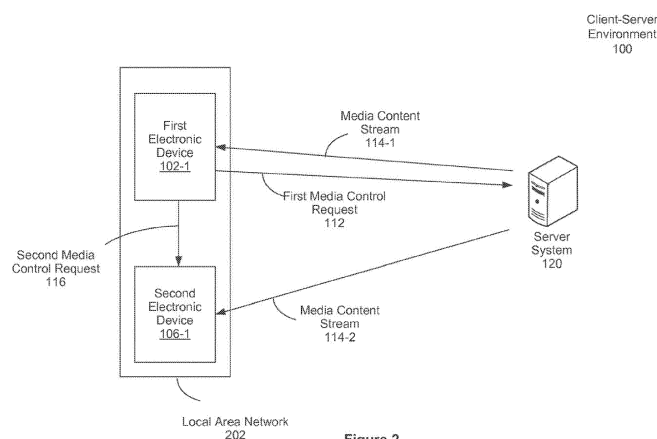 Client-Server
Environment
100
Media Content
Stream
114-1
First
Electronic
Device
102-1
First Media Control
Request
112
Server
System
120
Second Media
Control Request
116
Second
Electronic
Device
106-1
Media Content
Stream
114-2
Local Area Network
202
Figure 2